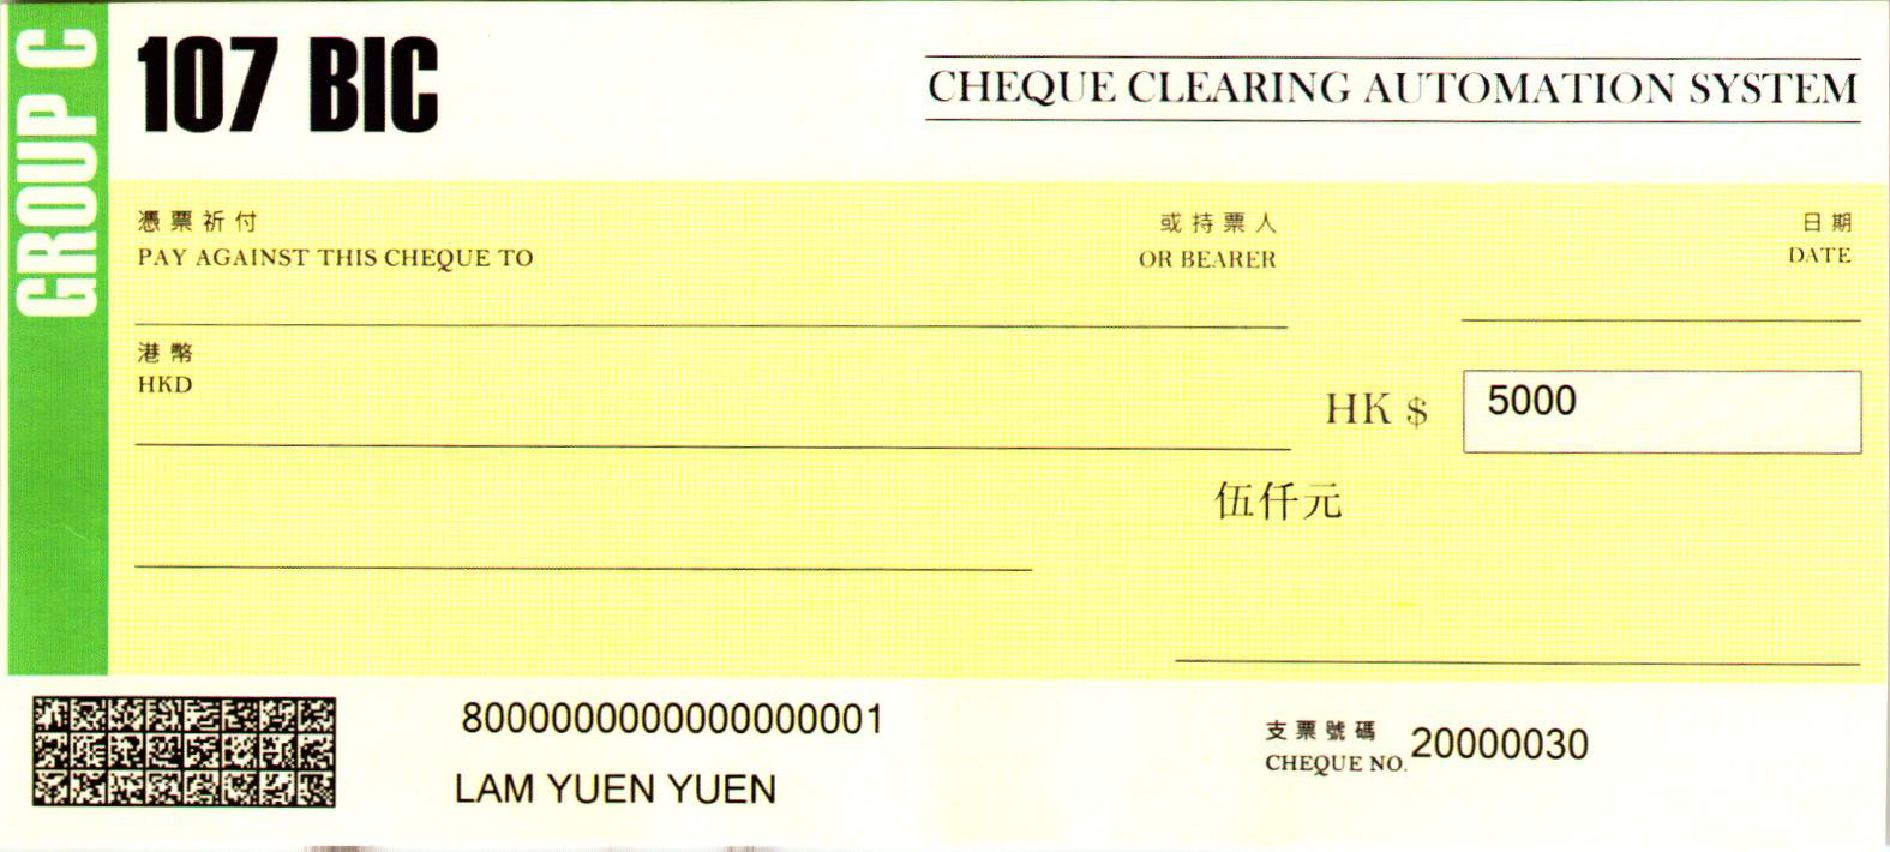 GROUP C
107 BIC
CHEQUE CLEARING AUTOMATION SYSTEM
憑票祈付
PAY AGAINST THIS CHEQUE TO
或持票人
OR BEARER
日期
DATE
港幣
HKD
HK $ 5000
伍仟元
8000000000000000001
LAM YUEN YUEN
支票號碼
CHEQUE NO. 20000030